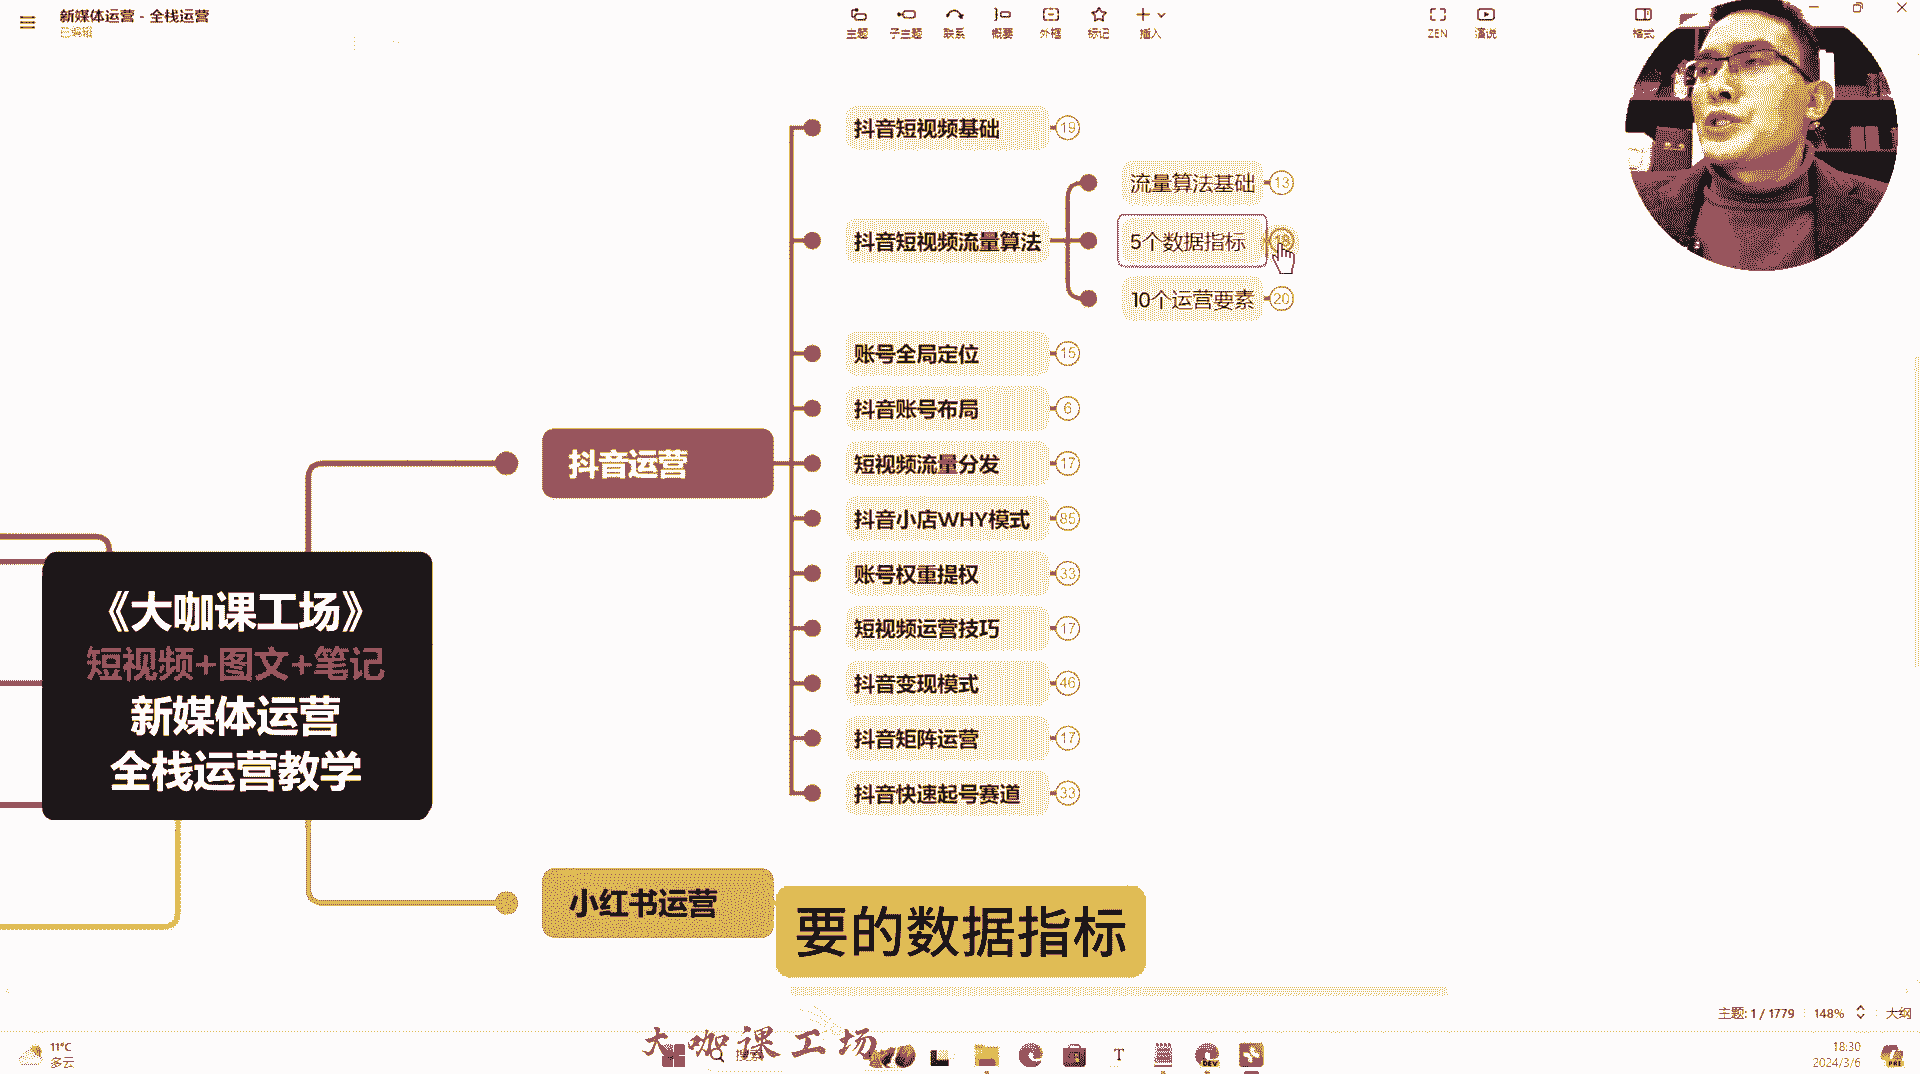 新媒体运营 - 全栈运营
已编辑
主题
子主题
联系
概要
外框
标记
插入
ZEN
演说
格式
抖音短视频基础
19
抖音短视频流量算法
流量算法基础
13
5个数据指标
10个运营要素
20
账号全局定位
15
抖音账号布局
6
短视频流量分发
17
抖音小店WHY模式
85
账号权重提权
33
短视频运营技巧
17
抖音变现模式
46
抖音矩阵运营
17
抖音快速起号赛道
33
抖音运营
《大咖课工场》
短视频+图文+笔记
新媒体运营
全栈运营教学
小红书运营
要的数据指标
主题: 1 / 1779
148%
大纲
大咖课工场
11°C
多云
18:30
2024/3/6